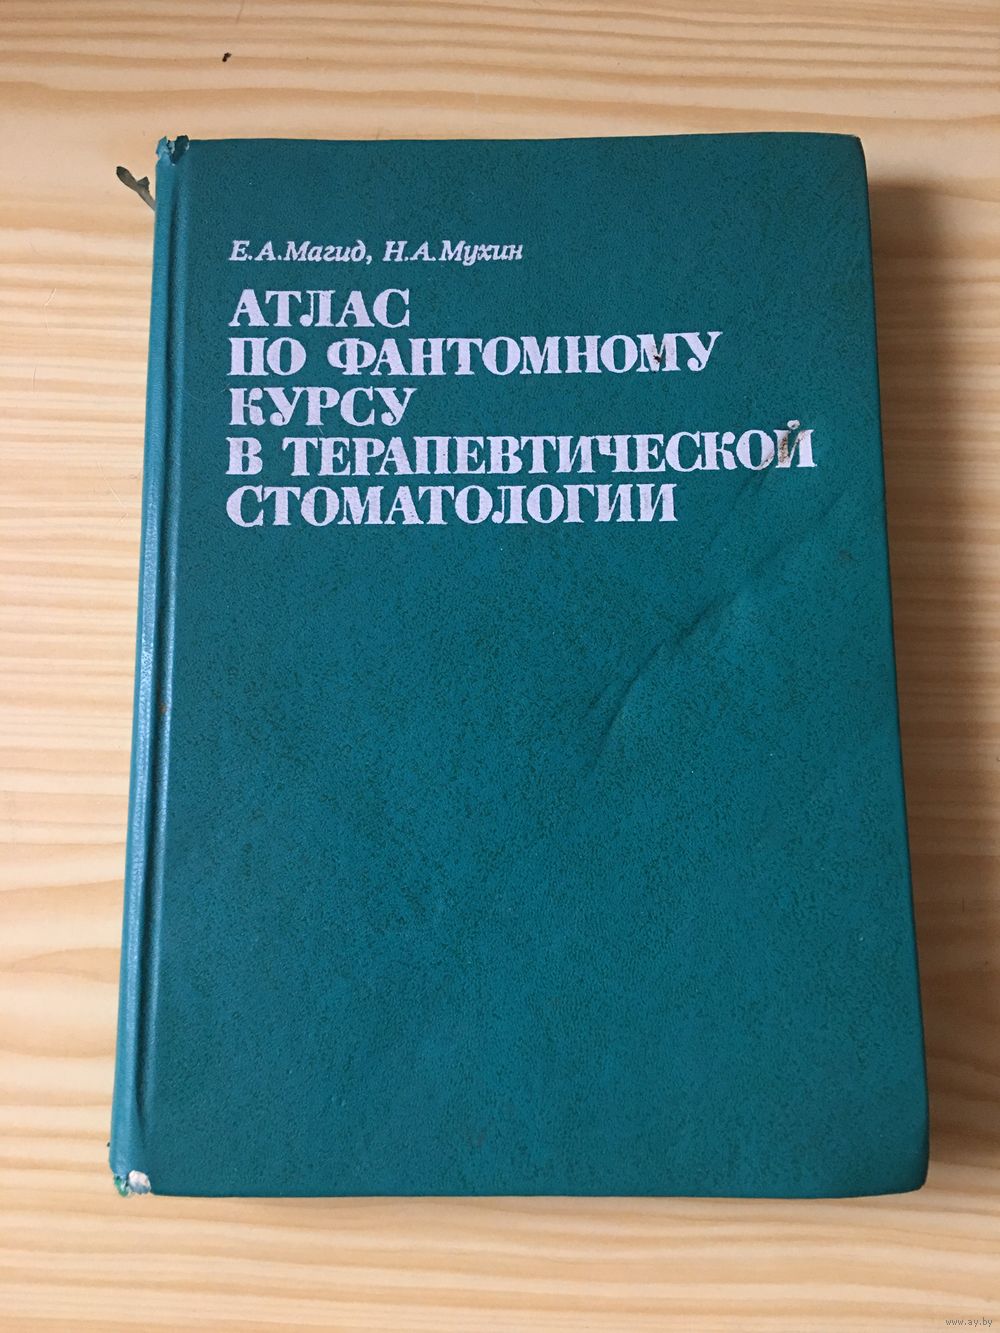 Е.А.Магид, Н.А.Мухин
АТЛАС
ПО ФАНТОМНОМУ
КУРСУ
В ТЕРАПЕВТИЧЕСКОЙ
СТОМАТОЛОГИИ
www.ay.by